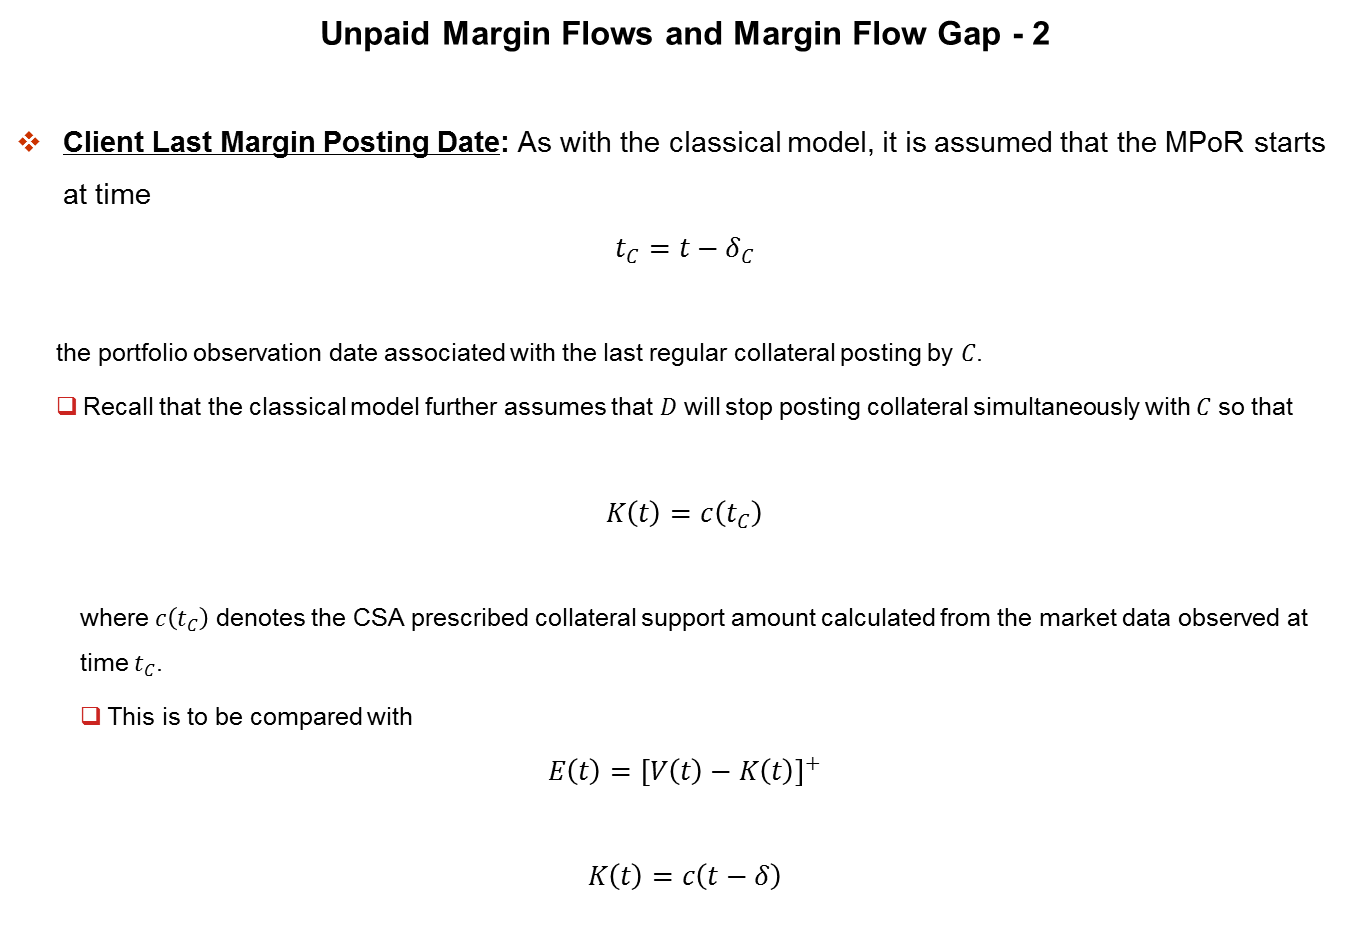 Unpaid Margin Flows and Margin Flow Gap - 2
❖ Client Last Margin Posting Date: As with the classical model, it is assumed that the MPoR starts
at time
t_C = t − δ_C
the portfolio observation date associated with the last regular collateral posting by C.
❑ Recall that the classical model further assumes that D will stop posting collateral simultaneously with C so that
K(t) = c(t_C)
where c(t_C) denotes the CSA prescribed collateral support amount calculated from the market data observed at
time t_C.
❑ This is to be compared with
E(t) = [V(t) − K(t)]⁺
K(t) = c(t − δ)